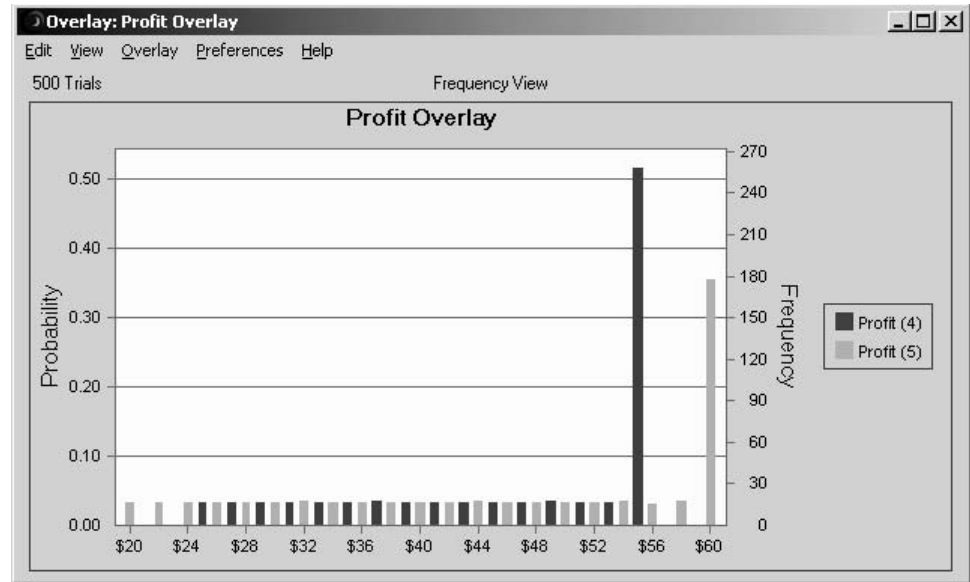 Overlay: Profit Overlay
Edit View Overlay Preferences Help
500 Trials Frequency View
Profit Overlay
Probability
0.50
0.40
0.30
0.20
0.10
0.00
270
240
210
180
150
120
90
60
30
0
Frequency
$20 $24 $28 $32 $36 $40 $44 $48 $52 $56 $60
Profit (4)
Profit (5)